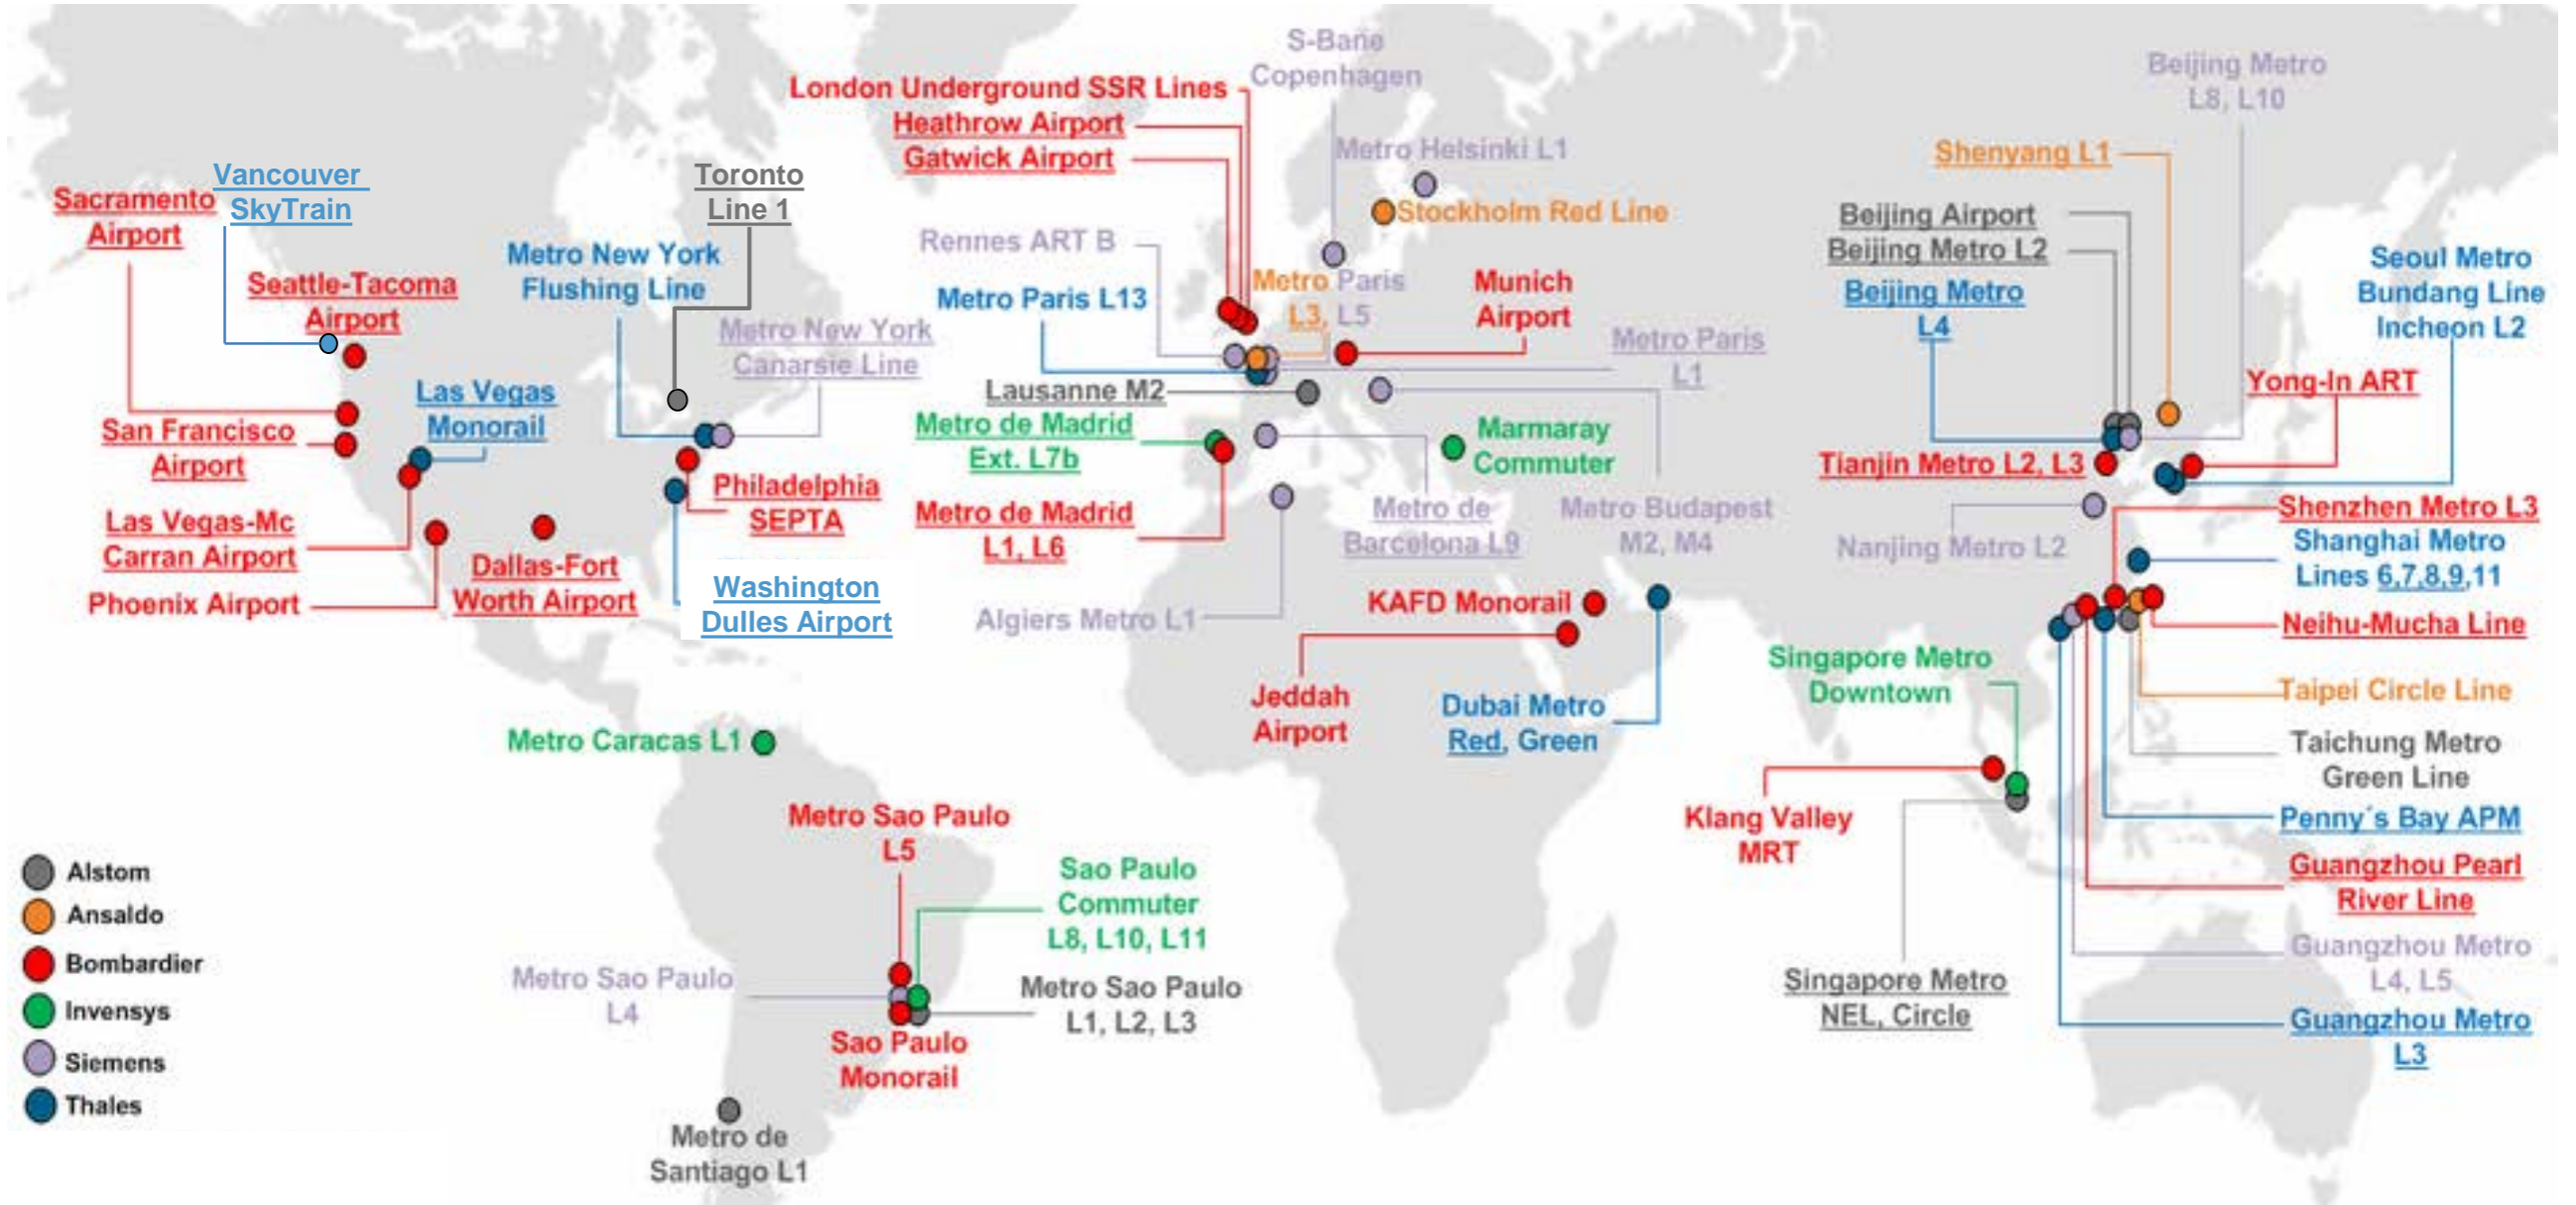 S-Bane
Copenhagen
Beijing Metro
L8, L10
London Underground SSR Lines
Heathrow Airport
Gatwick Airport
Metro Helsinki L1
Shenyang L1
Vancouver
SkyTrain
Toronto
Line 1
Sacramento
Airport
Stockholm Red Line
Beijing Airport
Beijing Metro L2
Beijing Metro
L4
Rennes ART B
Metro New York
Flushing Line
Seoul Metro
Bundang Line
Incheon L2
Seattle-Tacoma
Airport
Metro Paris L13
Metro Paris
L3, L5
Munich
Airport
Metro New York
Canarsie Line
Metro Paris
L1
Las Vegas
Monorail
Lausanne M2
Yong-In ART
Metro de Madrid
Ext. L7b
Marmaray
Commuter
San Francisco
Airport
Tianjin Metro L2, L3
Philadelphia
SEPTA
Metro de Madrid
L1, L6
Metro de
Barcelona L9
Metro Budapest
M2, M4
Nanjing Metro L2
Shenzhen Metro L3
Shanghai Metro
Lines 6,7,8,9,11
Las Vegas-Mc
Carran Airport
Dallas-Fort
Worth Airport
Phoenix Airport
Washington
Dulles Airport
Algiers Metro L1
KAFD Monorail
Neihu-Mucha Line
Singapore Metro
Downtown
Jeddah
Airport
Dubai Metro
Red, Green
Taipei Circle Line
Metro Caracas L1
Taichung Metro
Green Line
Metro Sao Paulo
L5
Klang Valley
MRT
Penny´s Bay APM
Sao Paulo
Commuter
L8, L10, L11
Guangzhou Pearl
River Line
Metro Sao Paulo
L4
Metro Sao Paulo
L1, L2, L3
Singapore Metro
NEL, Circle
Guangzhou Metro
L4, L5
Sao Paulo
Monorail
Guangzhou Metro
L3
Metro de
Santiago L1
Alstom
Ansaldo
Bombardier
Invensys
Siemens
Thales